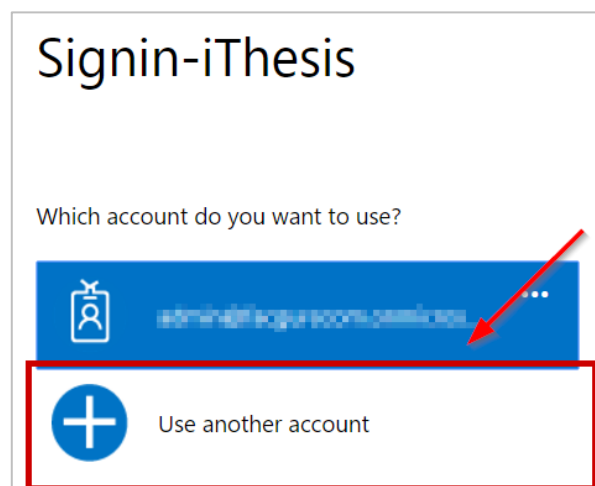 Signin-iThesis
Which account do you want to use?
Use another account